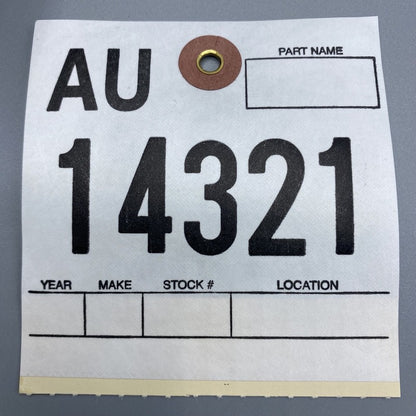 AU
PART NAME
14321
YEAR MAKE STOCK # LOCATION